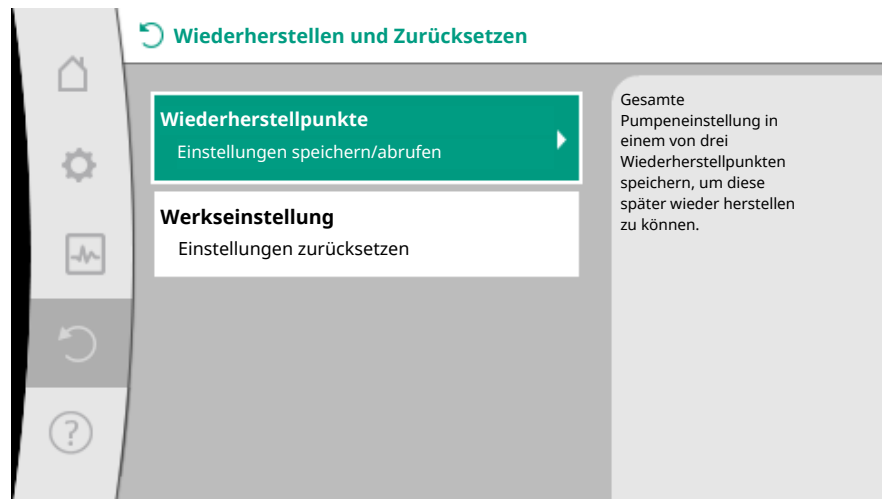 Wiederherstellen und Zurücksetzen
Wiederherstellpunkte
Einstellungen speichern/abrufen
Werkseinstellung
Einstellungen zurücksetzen
Gesamte
Pumpeneinstellung in
einem von drei
Wiederherstellpunkten
speichern, um diese
später wieder herstellen
zu können.
?